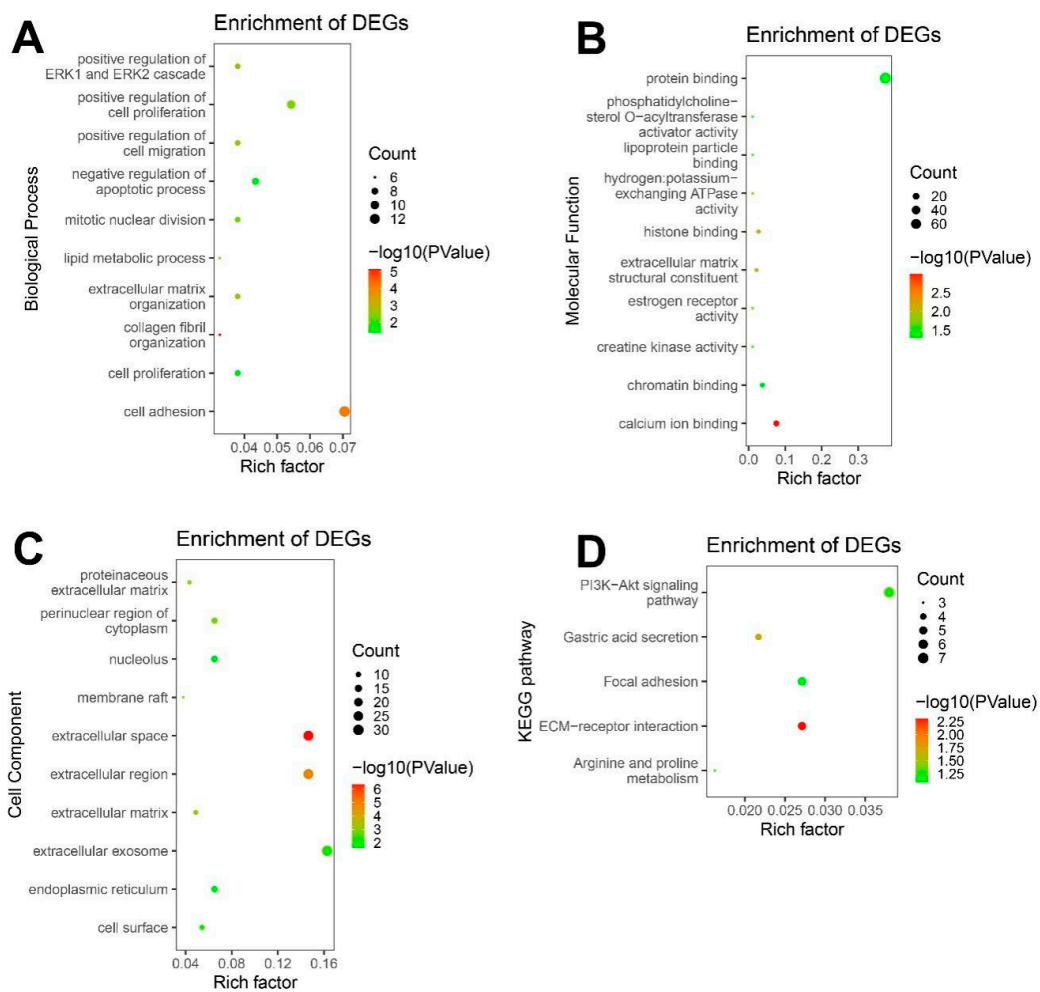 A
Enrichment of DEGs
Biological Process
positive regulation of
ERK1 and ERK2 cascade
positive regulation of
cell proliferation
positive regulation of
cell migration
negative regulation of
apoptotic process
mitotic nuclear division
lipid metabolic process
extracellular matrix
organization
collagen fibril
organization
cell proliferation
cell adhesion
0.04 0.05 0.06 0.07
Rich factor
Count
6
8
10
12
−log10(PValue)
5
4
3
2
B
Enrichment of DEGs
Molecular Function
protein binding
phosphatidylcholine−
sterol O−acyltransferase
activator activity
lipoprotein particle
binding
hydrogen:potassium−
exchanging ATPase
activity
histone binding
extracellular matrix
structural constituent
estrogen receptor
activity
creatine kinase activity
chromatin binding
calcium ion binding
0.0 0.1 0.2 0.3
Rich factor
Count
20
40
60
−log10(PValue)
2.5
2.0
1.5
C
Enrichment of DEGs
Cell Component
proteinaceous
extracellular matrix
perinuclear region of
cytoplasm
nucleolus
membrane raft
extracellular space
extracellular region
extracellular matrix
extracellular exosome
endoplasmic reticulum
cell surface
0.04 0.08 0.12 0.16
Rich factor
Count
10
15
20
25
30
−log10(PValue)
6
5
4
3
2
D
Enrichment of DEGs
KEGG pathway
PI3K−Akt signaling
pathway
Gastric acid secretion
Focal adhesion
ECM−receptor interaction
Arginine and proline
metabolism
0.020 0.025 0.030 0.035
Rich factor
Count
3
4
5
6
7
−log10(PValue)
2.25
2.00
1.75
1.50
1.25